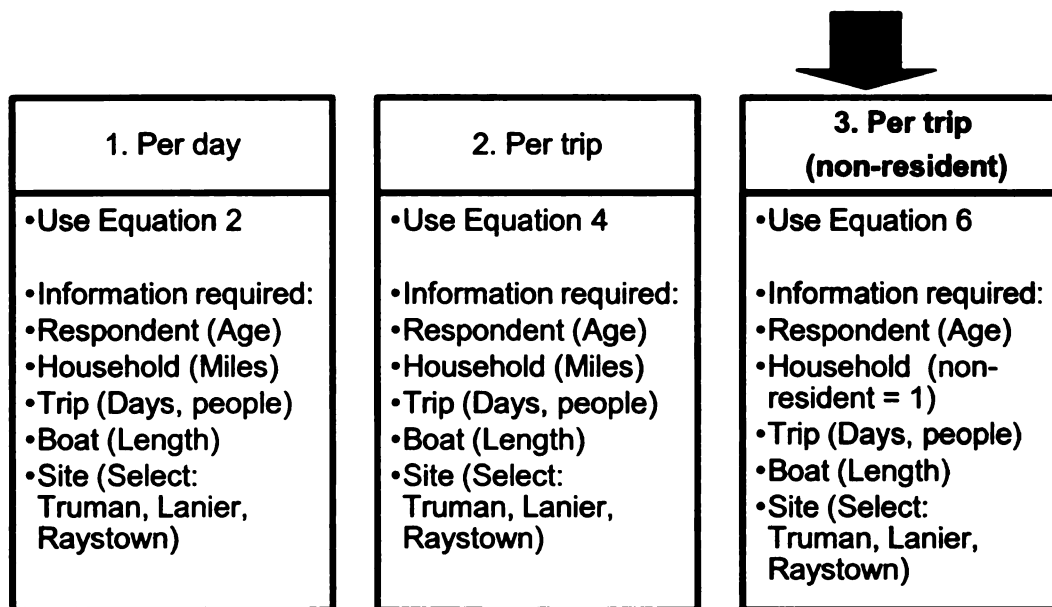 1. Per day
•Use Equation 2
•Information required:
•Respondent (Age)
•Household (Miles)
•Trip (Days, people)
•Boat (Length)
•Site (Select:
Truman, Lanier,
Raystown)
2. Per trip
•Use Equation 4
•Information required:
•Respondent (Age)
•Household (Miles)
•Trip (Days, people)
•Boat (Length)
•Site (Select:
Truman, Lanier,
Raystown)
3. Per trip
(non-resident)
•Use Equation 6
•Information required:
•Respondent (Age)
•Household (non-
resident = 1)
•Trip (Days, people)
•Boat (Length)
•Site (Select:
Truman, Lanier,
Raystown)